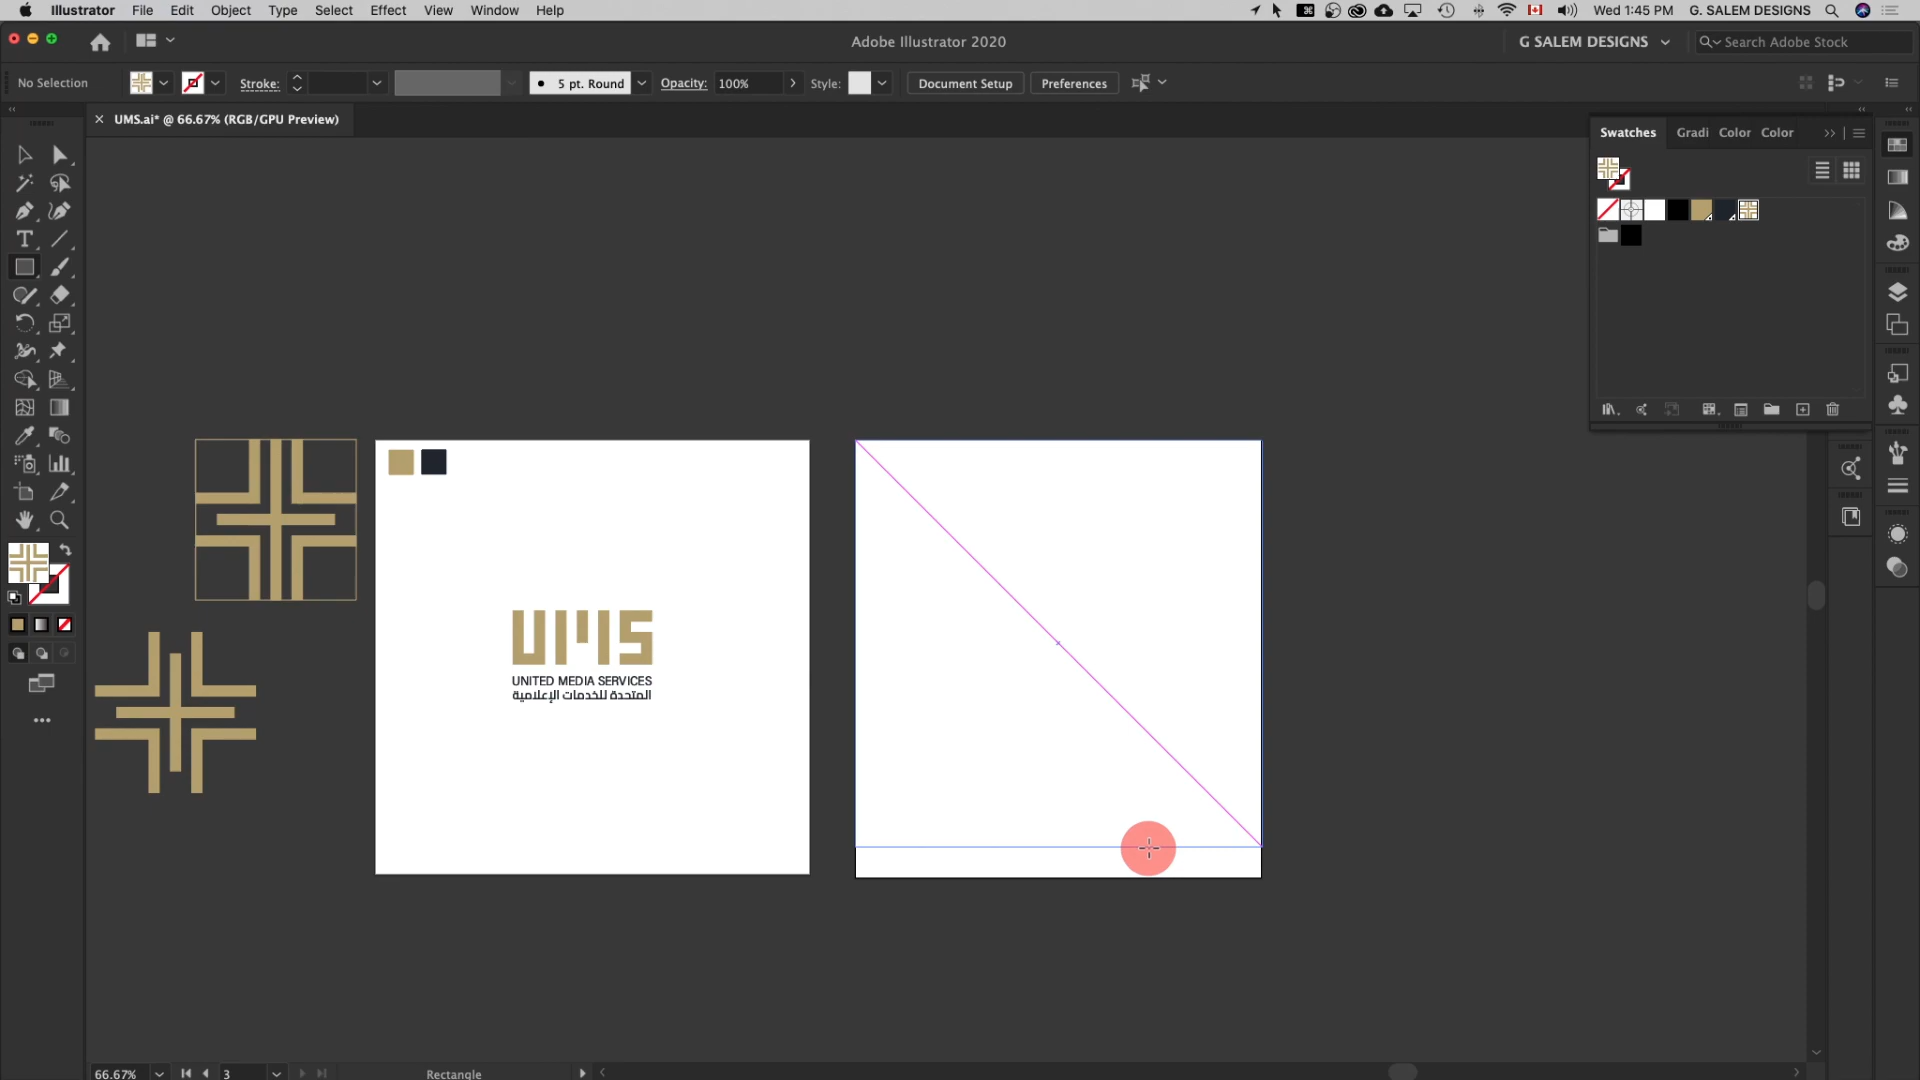 Illustrator File Edit Object Type Select Effect View Window Help
Wed 1:45 PM G. SALEM DESIGNS
Adobe Illustrator 2020
G SALEM DESIGNS
Search Adobe Stock
No Selection
Stroke:
5 pt. Round
Opacity: 100%
Style:
Document Setup
Preferences
UMS.ai* @ 66.67% (RGB/GPU Preview)
Swatches Gradi Color Color
UMS
UNITED MEDIA SERVICES
المتحدة للخدمات الإعلامية
66.67%
3
Rectangle